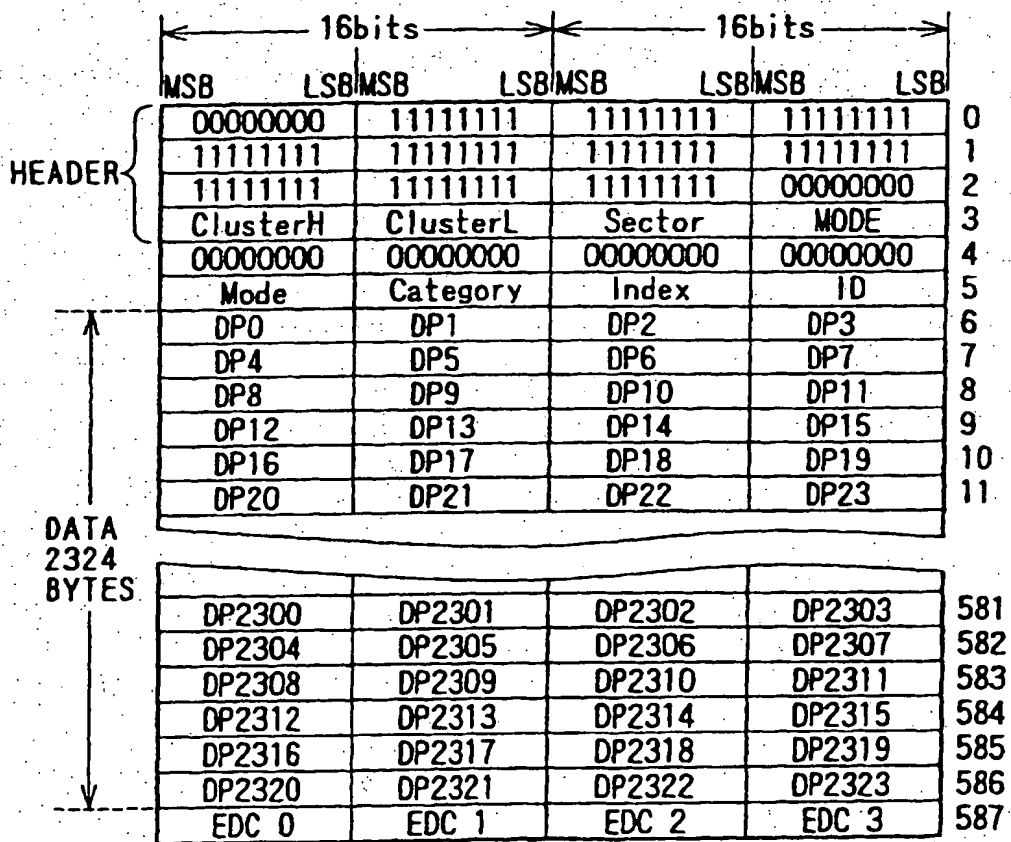 16bits 16bits
MSB LSB MSB LSB MSB LSB MSB LSB
00000000 11111111 11111111 11111111 0
11111111 11111111 11111111 11111111 1
HEADER
11111111 11111111 11111111 00000000 2
ClusterH ClusterL Sector MODE 3
00000000 00000000 00000000 00000000 4
Mode Category Index ID 5
DP0 DP1 DP2 DP3 6
DP4 DP5 DP6 DP7 7
DP8 DP9 DP10 DP11 8
DP12 DP13 DP14 DP15 9
DP16 DP17 DP18 DP19 10
DP20 DP21 DP22 DP23 11
DATA
2324
BYTES
DP2300 DP2301 DP2302 DP2303 581
DP2304 DP2305 DP2306 DP2307 582
DP2308 DP2309 DP2310 DP2311 583
DP2312 DP2313 DP2314 DP2315 584
DP2316 DP2317 DP2318 DP2319 585
DP2320 DP2321 DP2322 DP2323 586
EDC 0 EDC 1 EDC 2 EDC 3 587